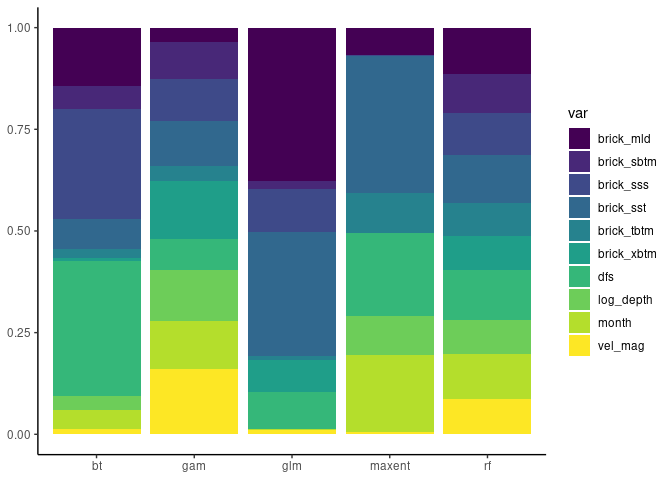 1.00
0.75
0.50
0.25
0.00
bt gam glm maxent rf
var
brick_mld
brick_sbtm
brick_sss
brick_sst
brick_tbtm
brick_xbtm
dfs
log_depth
month
vel_mag